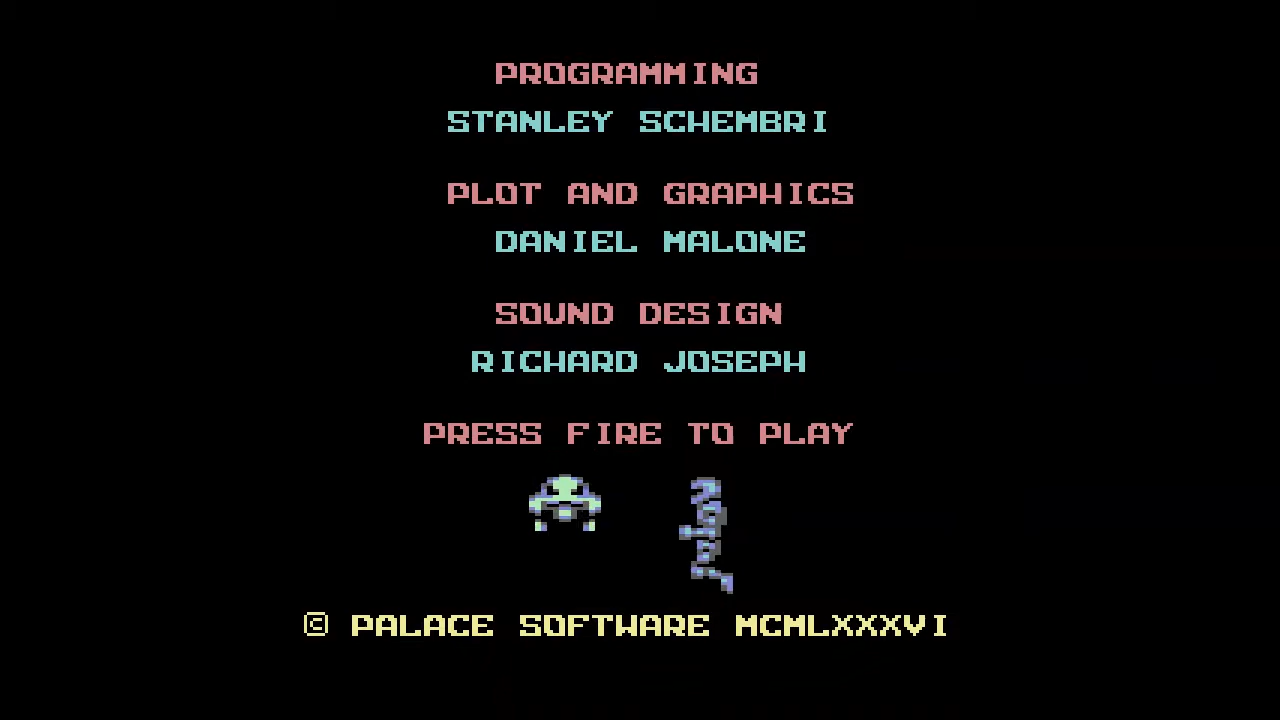 PROGRAMMING
STANLEY SCHEMBRI
PLOT AND GRAPHICS
DANIEL MALONE
SOUND DESIGN
RICHARD JOSEPH
PRESS FIRE TO PLAY
© PALACE SOFTWARE MCMLXXXVI